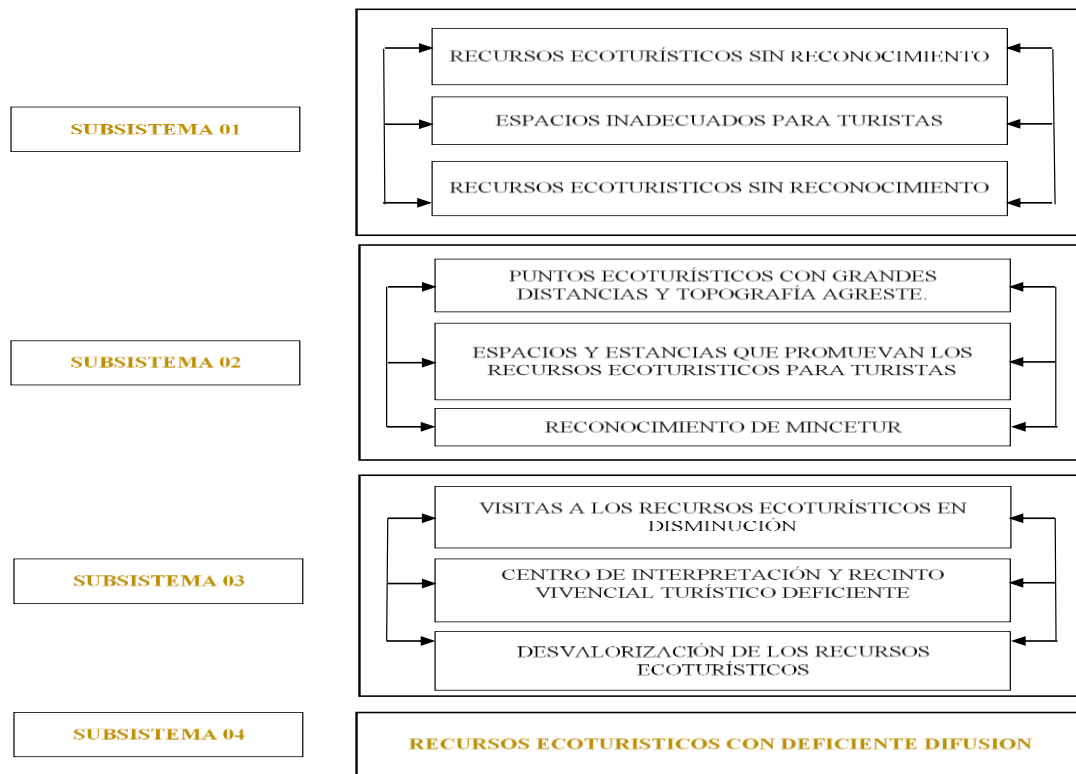 SUBSISTEMA 01
RECURSOS ECOTURÍSTICOS SIN RECONOCIMIENTO
ESPACIOS INADECUADOS PARA TURISTAS
RECURSOS ECOTURISTICOS SIN RECONOCIMIENTO
SUBSISTEMA 02
PUNTOS ECOTURÍSTICOS CON GRANDES
DISTANCIAS Y TOPOGRAFÍA AGRESTE.
ESPACIOS Y ESTANCIAS QUE PROMUEVAN LOS
RECURSOS ECOTURISTICOS PARA TURISTAS
RECONOCIMIENTO DE MINCETUR
SUBSISTEMA 03
VISITAS A LOS RECURSOS ECOTURÍSTICOS EN
DISMINUCIÓN
CENTRO DE INTERPRETACIÓN Y RECINTO
VIVENCIAL TURÍSTICO DEFICIENTE
DESVALORIZACIÓN DE LOS RECURSOS
ECOTURÍSTICOS
SUBSISTEMA 04
RECURSOS ECOTURISTICOS CON DEFICIENTE DIFUSION